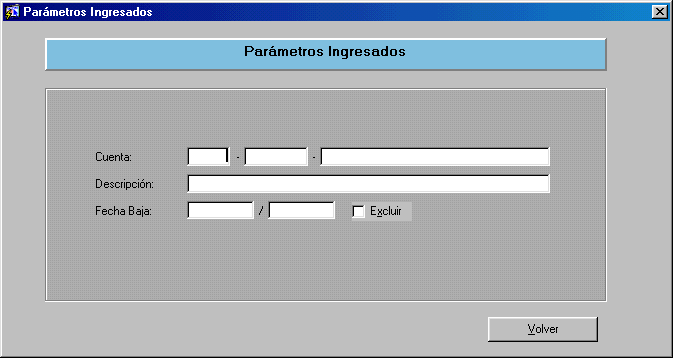 Parámetros Ingresados
Parámetros Ingresados
Cuenta: - -
Descripción:
Fecha Baja: / Excluir
Volver